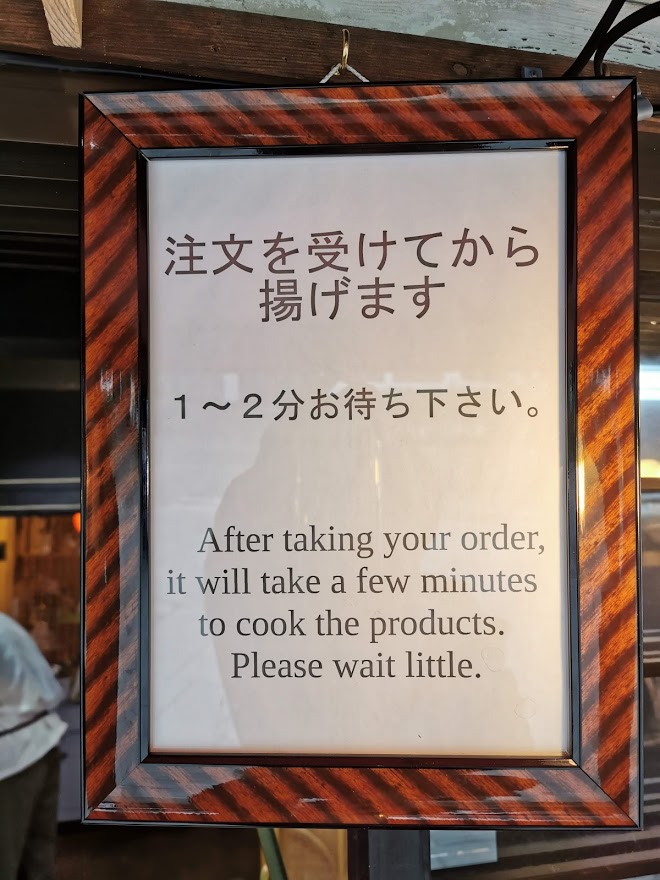 注文を受けてから
揚げます
１～２分お待ち下さい。
After taking your order,
it will take a few minutes
to cook the products.
Please wait little.